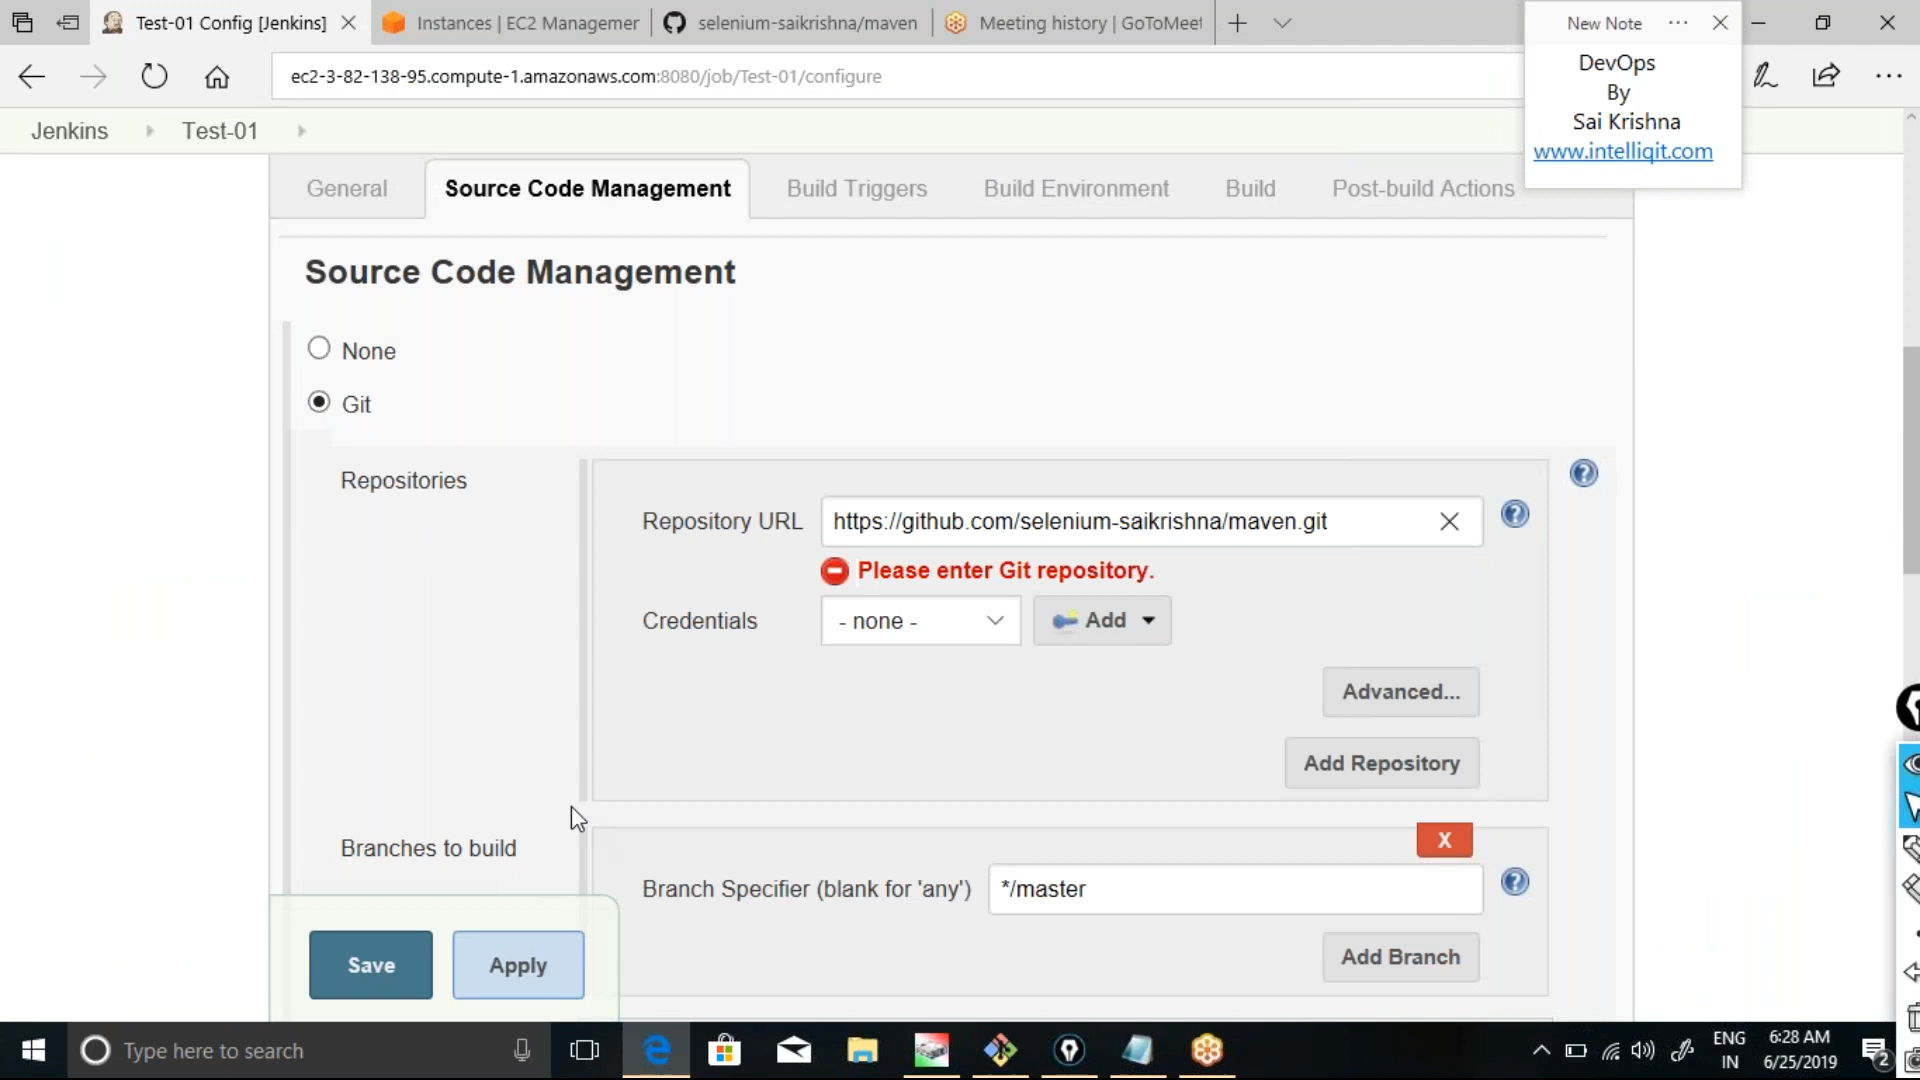 Test-01 Config [Jenkins]
Instances | EC2 Managemer
selenium-saikrishna/maven
Meeting history | GoToMeet
New Note
ec2-3-82-138-95.compute-1.amazonaws.com:8080/job/Test-01/configure
DevOps
By
Sai Krishna
www.intelliqit.com
Jenkins
Test-01
General
Source Code Management
Build Triggers
Build Environment
Build
Post-build Actions
Source Code Management
None
Git
Repositories
Repository URL
https://github.com/selenium-saikrishna/maven.git
Please enter Git repository.
Credentials
- none -
Add
Advanced...
Add Repository
Branches to build
X
Branch Specifier (blank for 'any')
*/master
Add Branch
Save
Apply
Type here to search
ENG
IN
6:28 AM
6/25/2019
2